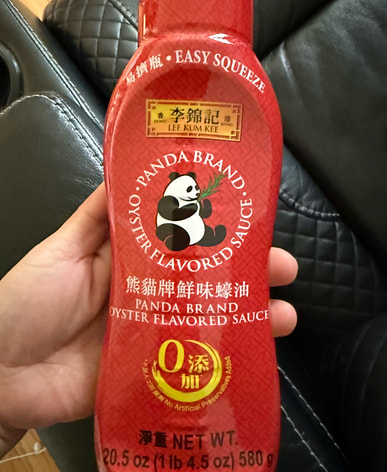 易擠瓶 • EASY SQUEEZE
香 李錦記 港
LEE KUM KEE
• PANDA BRAND •
OYSTER FLAVORED SAUCE
熊貓牌鮮味蠔油
PANDA BRAND
OYSTER FLAVORED SAUCE
0添加
No Artificial Preservatives Added
淨重 NET WT.
20.5 oz (1 lb 4.5 oz) 580 g